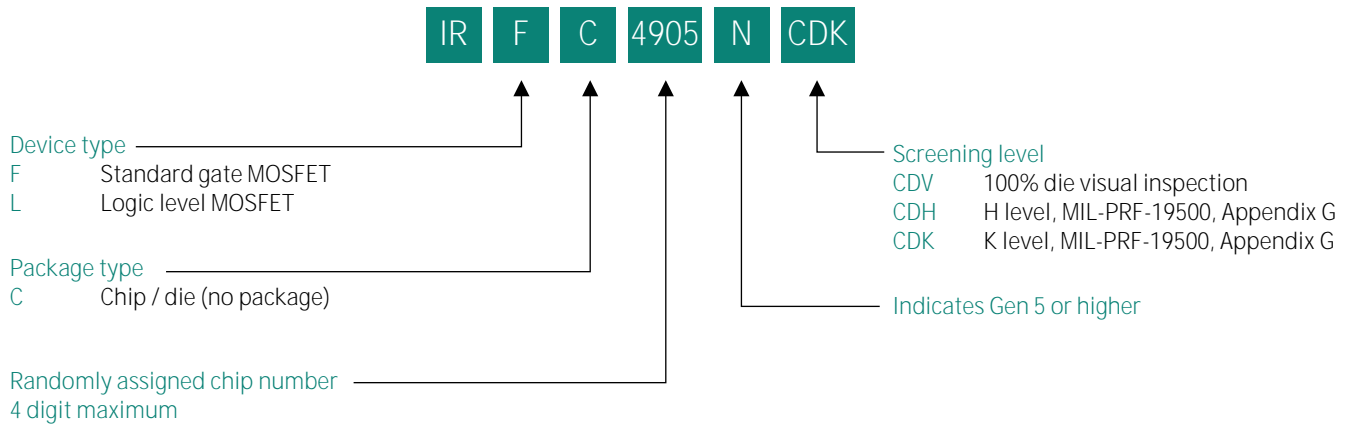 IR F C 4905 N CDK
Device type
F Standard gate MOSFET
L Logic level MOSFET
Package type
C Chip / die (no package)
Randomly assigned chip number
4 digit maximum
Screening level
CDV 100% die visual inspection
CDH H level, MIL-PRF-19500, Appendix G
CDK K level, MIL-PRF-19500, Appendix G
Indicates Gen 5 or higher